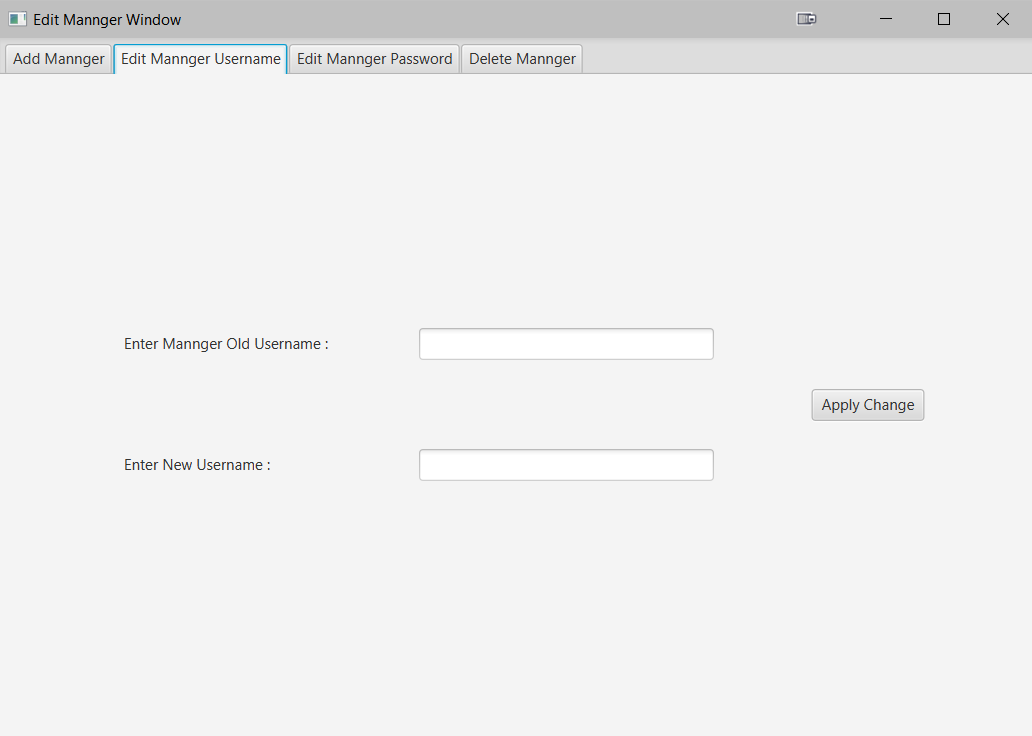 Edit Mannger Window
Add Mannger Edit Mannger Username Edit Mannger Password Delete Mannger
Enter Mannger Old Username :
Apply Change
Enter New Username :